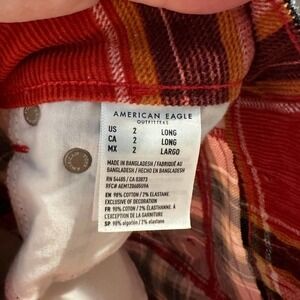 AMERICAN EAGLE
OUTFITTERS
US 2 LONG
CA 2 LONG
MX 2 LARGO
MADE IN BANGLADESH / FABRIQUÉ AU
BANGLADESH / HECHO EN BANGLADESH
RN 54485 / CA 03073
EN 98% COTTON / 2% ELASTANE.
EXCLUSIVE OF DECORATION
FR: 98% COTON / 2% ÉLASTHANNE. À
L'EXCEPTION DE LA GARNITURE
SP 98% algodón / 2% elastane